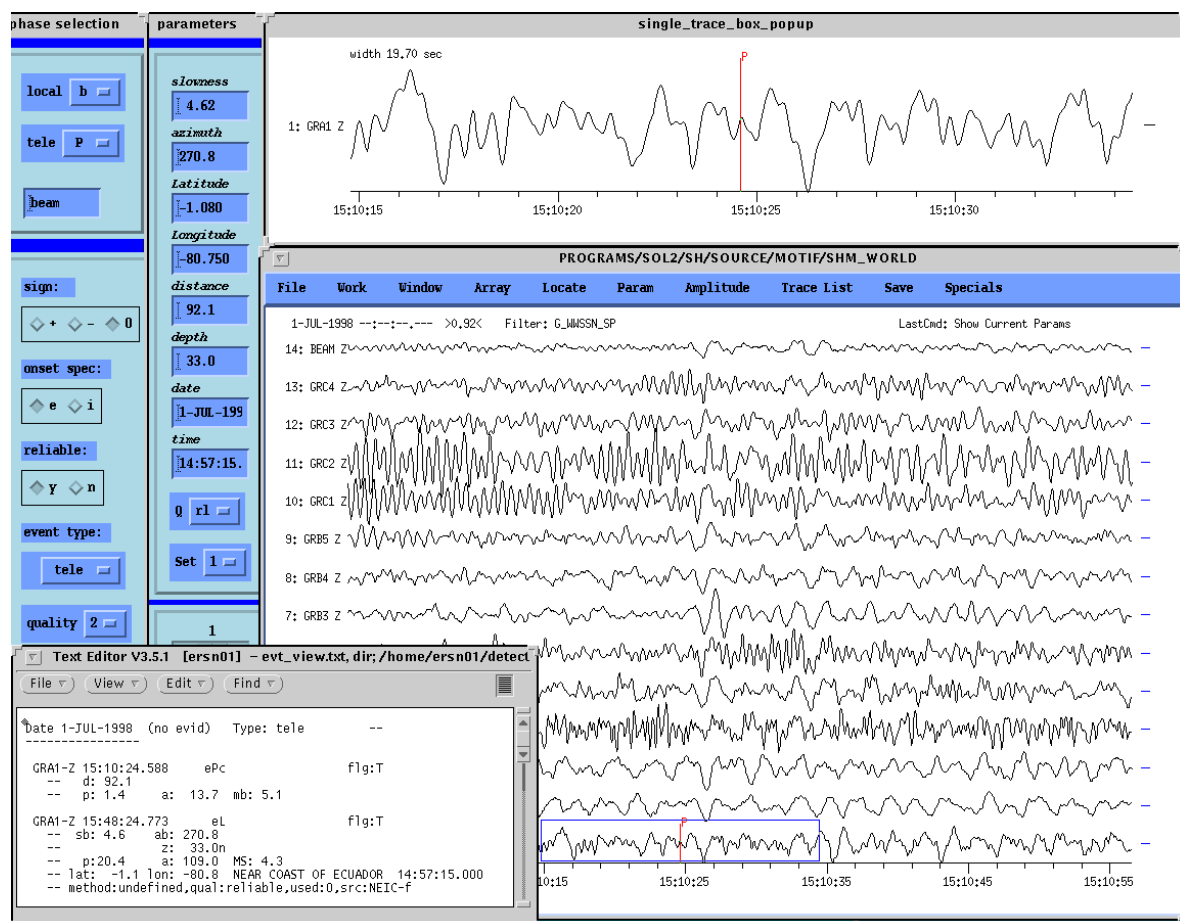 phase selection
local b
tele P
beam
sign:
+ - 0
onset spec:
e i
reliable:
y n
event type:
tele
quality 2
parameters
slowness
4.62
azimuth
270.8
Latitude
-1.080
Longitude
-80.750
distance
92.1
depth
33.0
date
1-JUL-199
time
14:57:15.
Q rl
Set 1
1
single_trace_box_popup
width 19.70 sec
P
1: GRA1 Z
15:10:15 15:10:20 15:10:25 15:10:30
PROGRAMS/SOL2/SH/SOURCE/MOTIF/SHM_WORLD
File Work Window Array Locate Param Amplitude Trace List Save Specials
1-JUL-1998 --:--:--.--- >0.92< Filter: G_WWSSN_SP LastCmd: Show Current Params
14: BEAM Z
13: GRC4 Z
12: GRC3 Z
11: GRC2 Z
10: GRC1 Z
9: GRB5 Z
8: GRB4 Z
7: GRB3 Z
P
:10:15 15:10:25 15:10:35 15:10:45 15:10:55
Text Editor V3.5.1 [ersn01] - evt_view.txt, dir;/home/ersn01/detect
File View Edit Find
Date 1-JUL-1998 (no evid) Type: tele --
----------------
GRA1-Z 15:10:24.588 ePc flg:T
-- d: 92.1
-- p: 1.4 a: 13.7 mb: 5.1
GRA1-Z 15:48:24.773 eL flg:T
-- sb: 4.6 ab: 270.8
-- z: 33.0n
-- p:20.4 a: 109.0 MS: 4.3
-- lat: -1.1 lon: -80.8 NEAR COAST OF ECUADOR 14:57:15.000
-- method:undefined,qual:reliable,used:0,src:NEIC-f